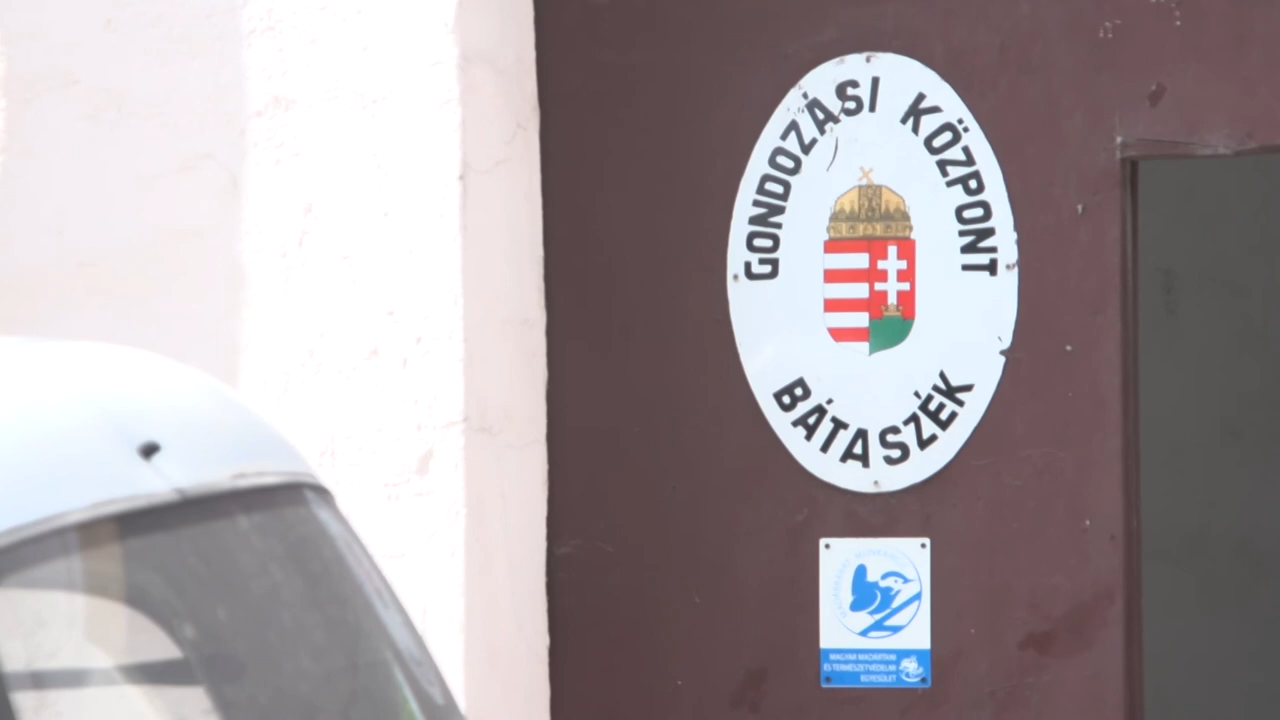 GONDOZÁSI KÖZPONT
BÁTASZÉK
MAGYAR MADÁRTANI
ÉS TERMÉSZETVÉDELMI
EGYESÜLET